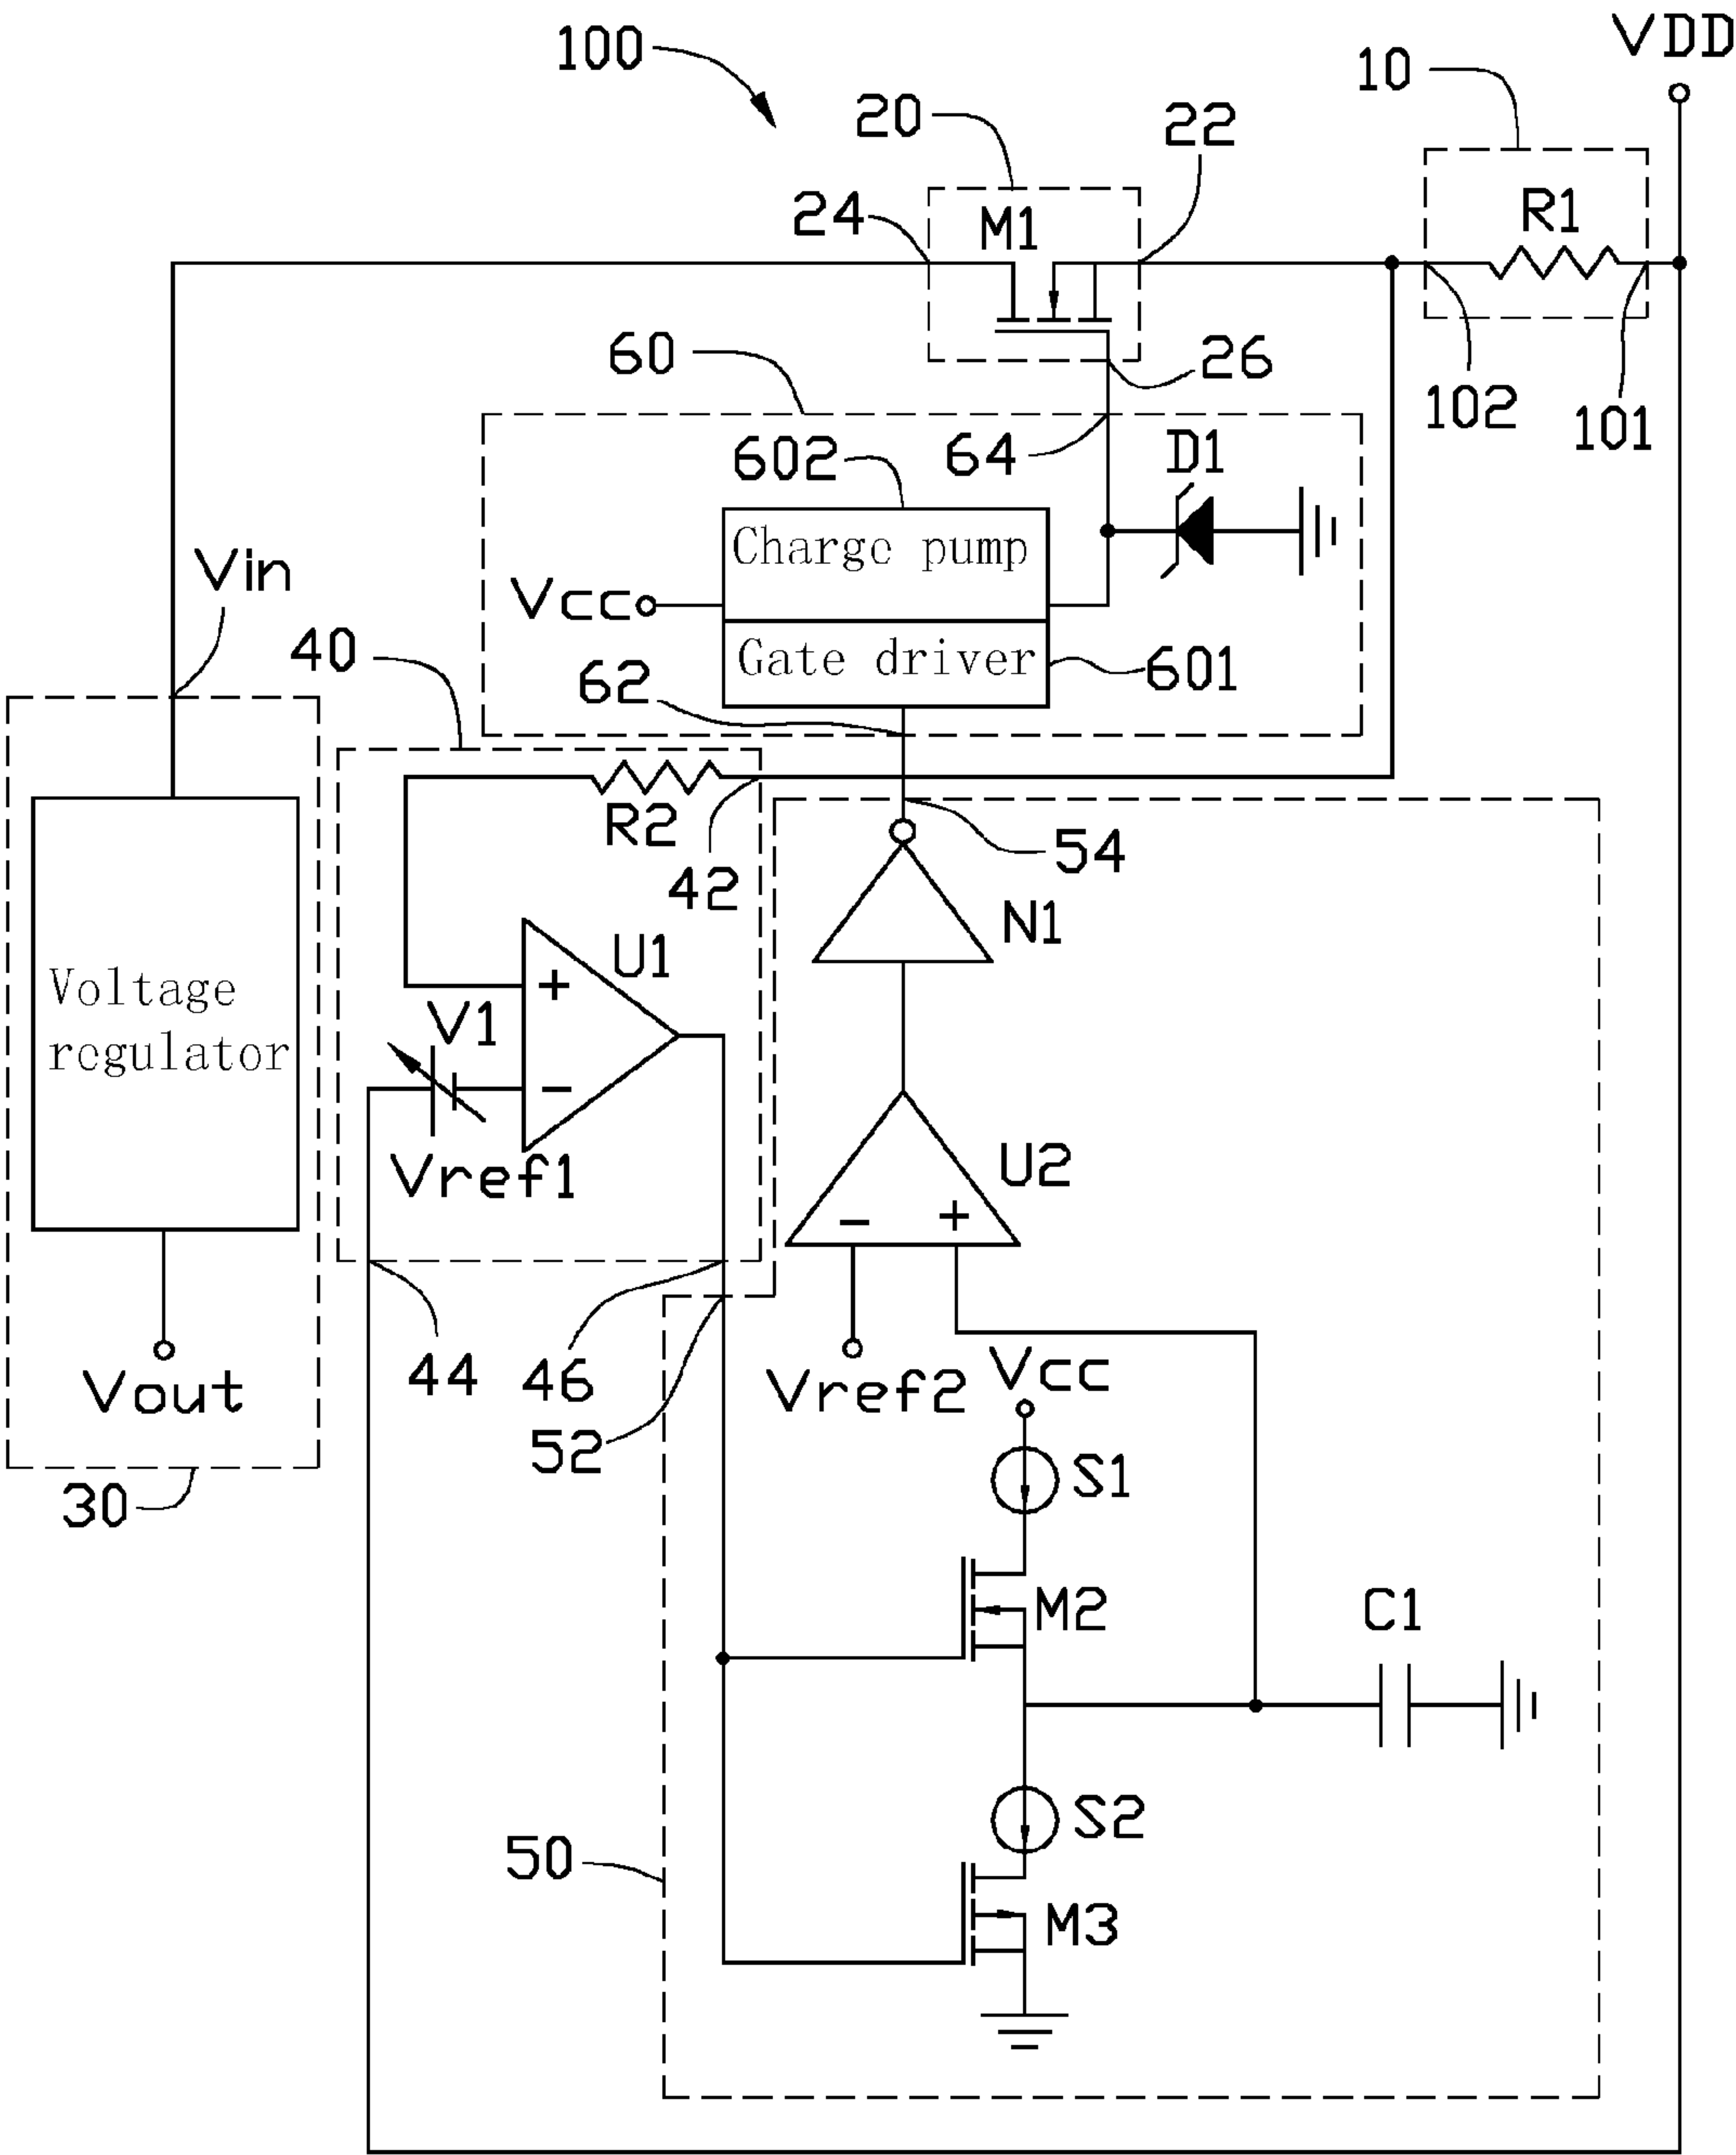 VDD
100
10
20
22
R1
24
M1
60
26
102
101
64
D1
602
Charge pump
Vin
Vcc
40
Gate driver
601
62
R2
54
42
N1
U1
+
Voltage
V1
regulator
−
U2
Vref1
− +
44
46
Vref2
Vcc
Vout
52
S1
30
M2
C1
S2
50
M3